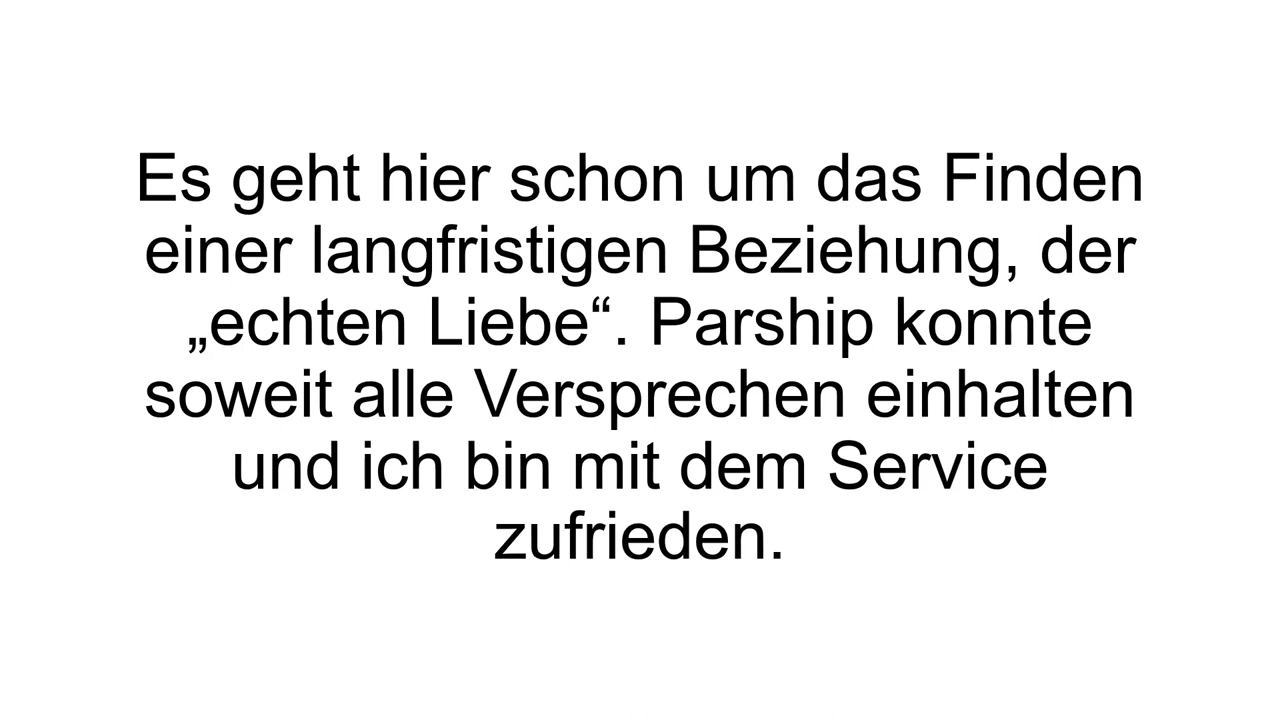 Es geht hier schon um das Finden
einer langfristigen Beziehung, der
„echten Liebe“. Parship konnte
soweit alle Versprechen einhalten
und ich bin mit dem Service
zufrieden.